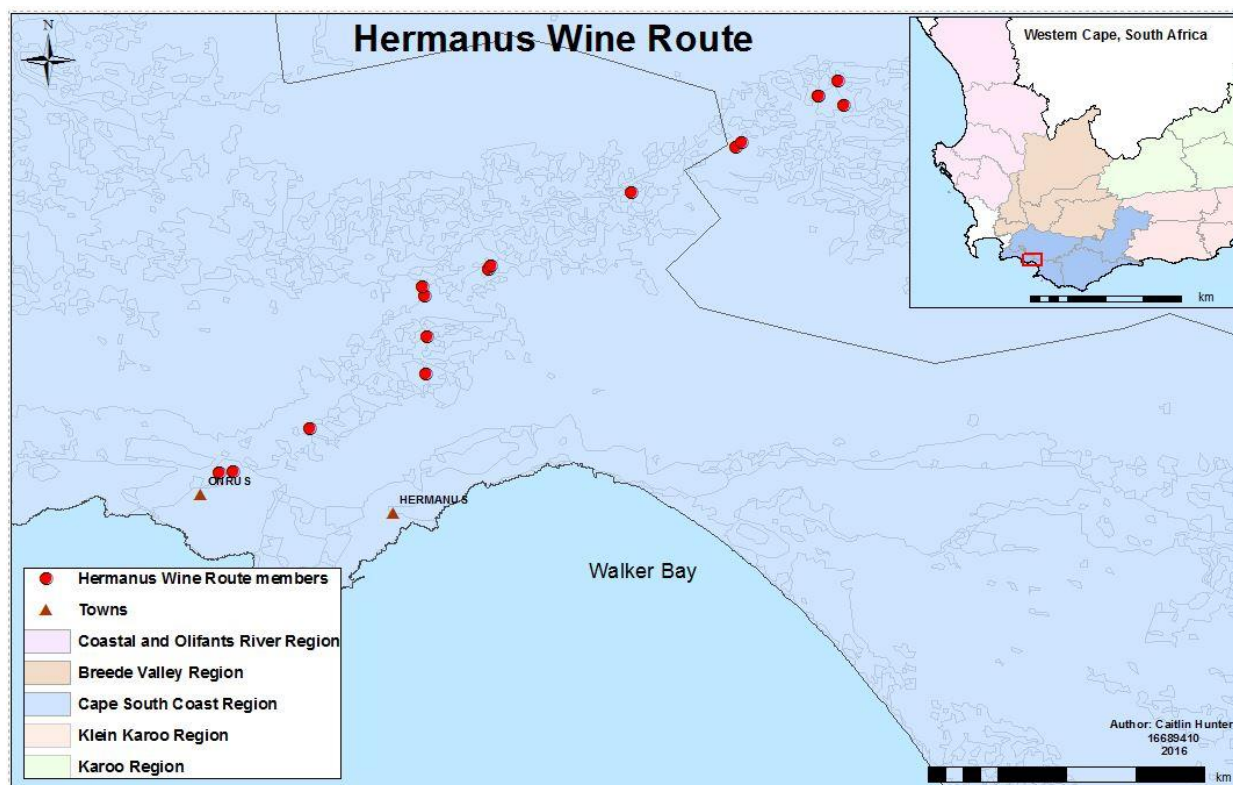 N
Hermanus Wine Route
Western Cape, South Africa
km
ONRUS
HERMANUS
Walker Bay
Hermanus Wine Route members
Towns
Coastal and Olifants River Region
Breede Valley Region
Cape South Coast Region
Klein Karoo Region
Karoo Region
Author: Caitlin Hunter
16689410
2016
km